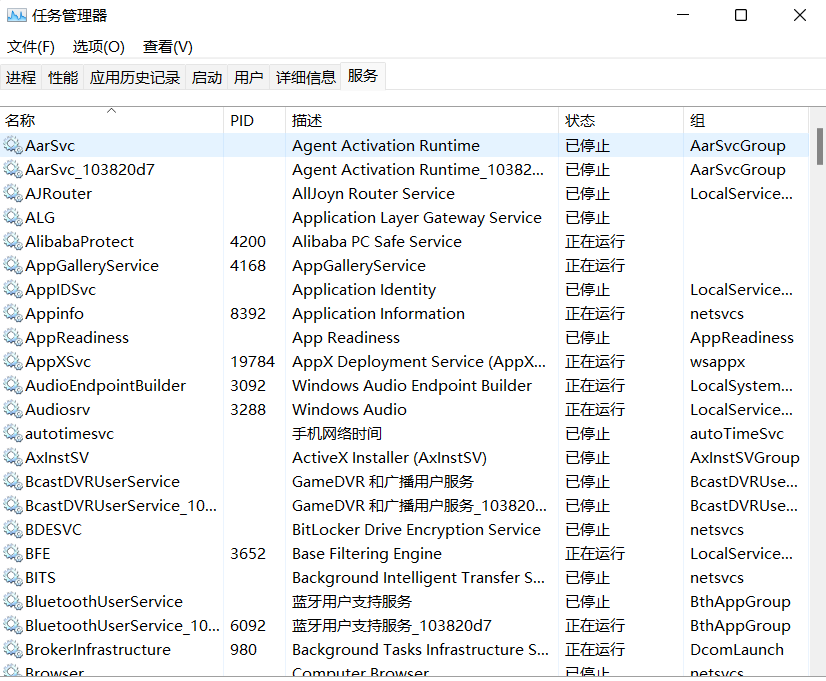 任务管理器
文件(F) 选项(O) 查看(V)
进程 性能 应用历史记录 启动 用户 详细信息 服务
名称 PID 描述 状态 组
AarSvc Agent Activation Runtime 已停止 AarSvcGroup
AarSvc_103820d7 Agent Activation Runtime_10382... 已停止 AarSvcGroup
AJRouter AllJoyn Router Service 已停止 LocalService...
ALG Application Layer Gateway Service 已停止
AlibabaProtect 4200 Alibaba PC Safe Service 正在运行
AppGalleryService 4168 AppGalleryService 正在运行
AppIDSvc Application Identity 已停止 LocalService...
Appinfo 8392 Application Information 正在运行 netsvcs
AppReadiness App Readiness 已停止 AppReadiness
AppXSvc 19784 AppX Deployment Service (AppX... 正在运行 wsappx
AudioEndpointBuilder 3092 Windows Audio Endpoint Builder 正在运行 LocalSystem...
Audiosrv 3288 Windows Audio 正在运行 LocalService...
autotimesvc 手机网络时间 已停止 autoTimeSvc
AxInstSV ActiveX Installer (AxInstSV) 已停止 AxInstSVGroup
BcastDVRUserService GameDVR 和广播用户服务 已停止 BcastDVRUse...
BcastDVRUserService_10... GameDVR 和广播用户服务_103820... 已停止 BcastDVRUse...
BDESVC BitLocker Drive Encryption Service 已停止 netsvcs
BFE 3652 Base Filtering Engine 正在运行 LocalService...
BITS Background Intelligent Transfer S... 已停止 netsvcs
BluetoothUserService 蓝牙用户支持服务 已停止 BthAppGroup
BluetoothUserService_10... 6092 蓝牙用户支持服务_103820d7 正在运行 BthAppGroup
BrokerInfrastructure 980 Background Tasks Infrastructure S... 正在运行 DcomLaunch
Browser Computer Browser 已停止 netsvcs